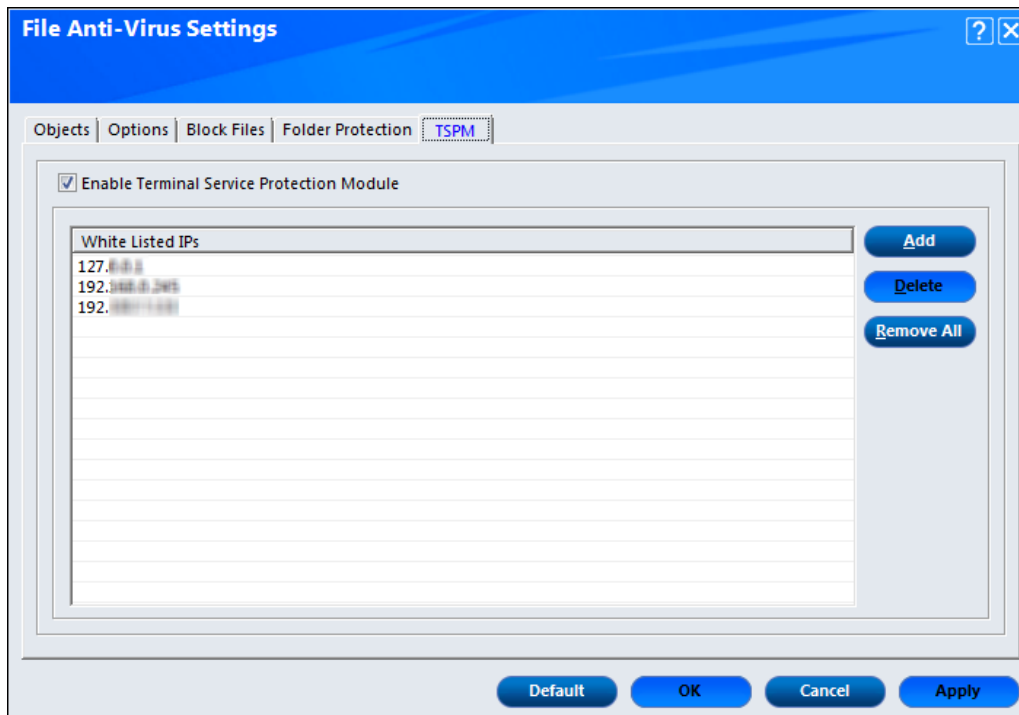 File Anti-Virus Settings
?
Objects Options Block Files Folder Protection TSPM
Enable Terminal Service Protection Module
White Listed IPs
127.
192.
192.
Add
Delete
Remove All
Default OK Cancel Apply